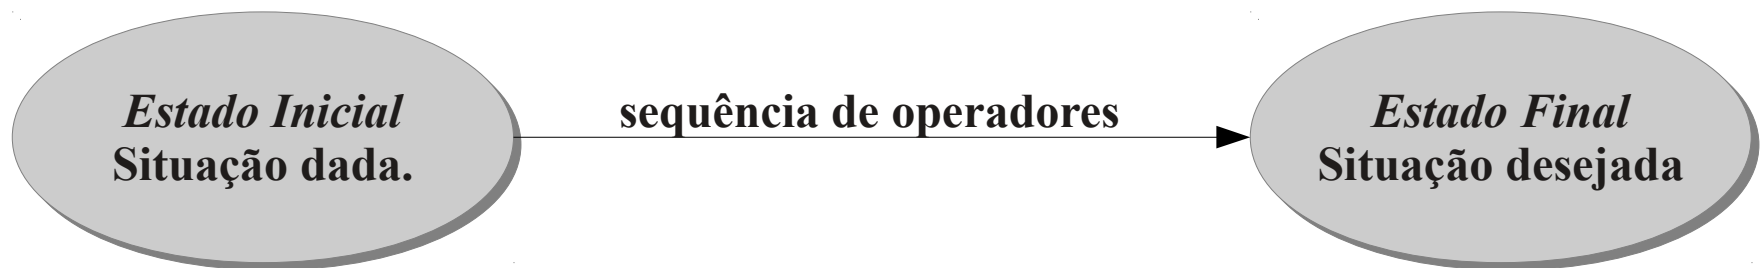 Estado Inicial
Situação dada.
sequência de operadores
Estado Final
Situação desejada